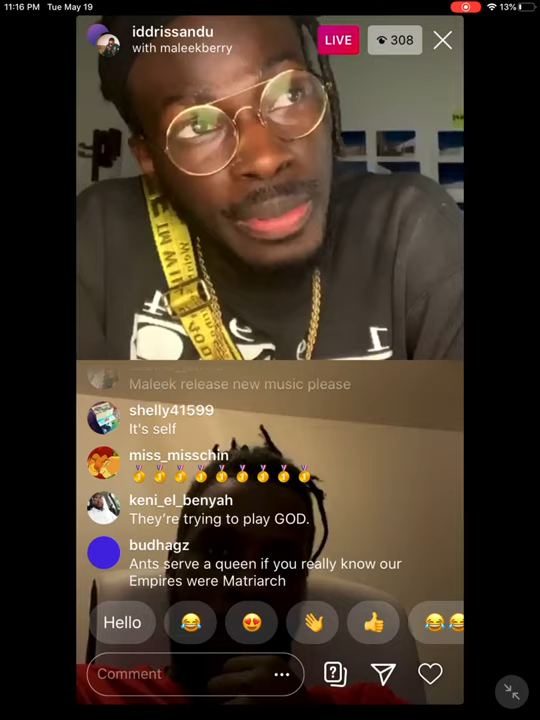 11:16 PM Tue May 19
13%
iddrissandu
with maleekberry
LIVE
308
Maleek release new music please
shelly41599
It's self
miss_misschin
keni_el_benyah
They're trying to play GOD.
budhagz
Ants serve a queen if you really know our
Empires were Matriarch
Hello
Comment